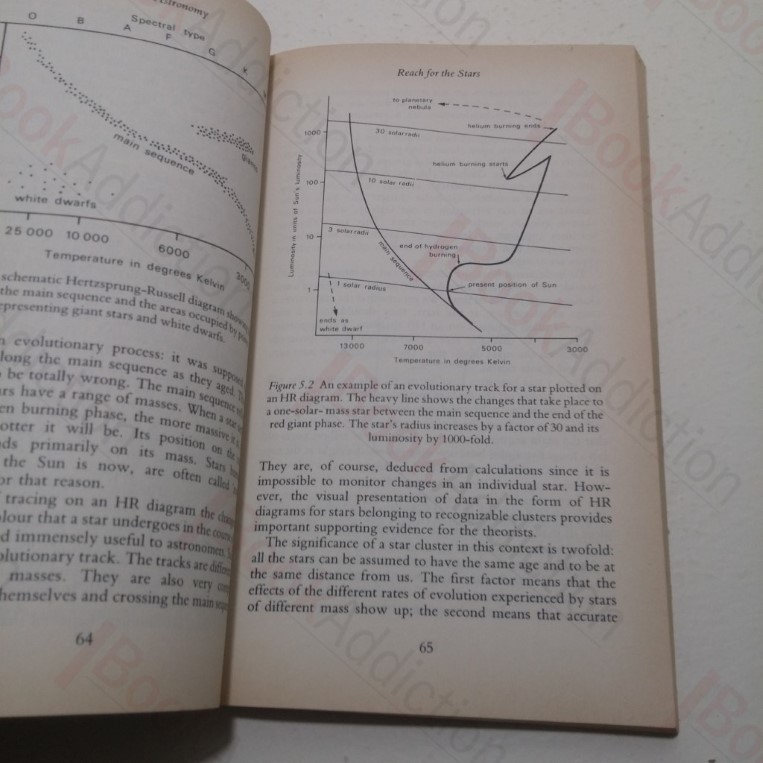 Astronomy
Spectral type
O B A F G K
main sequence
giants
white dwarfs
25 000 10 000 6000 3000
Temperature in degrees Kelvin
schematic Hertzsprung-Russell diagram
the main sequence and the areas occupied by
representing giant stars and white dwarfs.
evolutionary process: it was
long the main sequence as they aged.
be totally wrong. The main sequence
have a range of masses. When a
burning phase, the more massive it
otter it will be. Its position on the
primarily on its mass. Stars
the Sun is now, are often called
or that reason.
tracing on an HR diagram the
lour that a star undergoes in the
d immensely useful to astronomers.
olutionary track. The tracks are
masses. They are also very
hemselves and crossing the main
64
Reach for the Stars
to planetary
nebula
helium burning ends
1000
30 solar radii
helium burning starts
100
10 solar radii
Luminosity in units of Sun's luminosity
10
3 solar radii
end of hydrogen
burning
main sequence
1
1 solar radius
present position of Sun
ends as
white dwarf
13000 7000 5000 3000
Temperature in degrees Kelvin
Figure 5.2 An example of an evolutionary track for a star plotted on
an HR diagram. The heavy line shows the changes that take place to
a one-solar- mass star between the main sequence and the end of the
red giant phase. The star's radius increases by a factor of 30 and its
luminosity by 1000-fold.
They are, of course, deduced from calculations since it is
impossible to monitor changes in an individual star. How-
ever, the visual presentation of data in the form of HR
diagrams for stars belonging to recognizable clusters provides
important supporting evidence for the theorists.
The significance of a star cluster in this context is twofold:
all the stars can be assumed to have the same age and to be at
the same distance from us. The first factor means that the
effects of the different rates of evolution experienced by stars
of different mass show up; the second means that accurate
65
BookAddiction